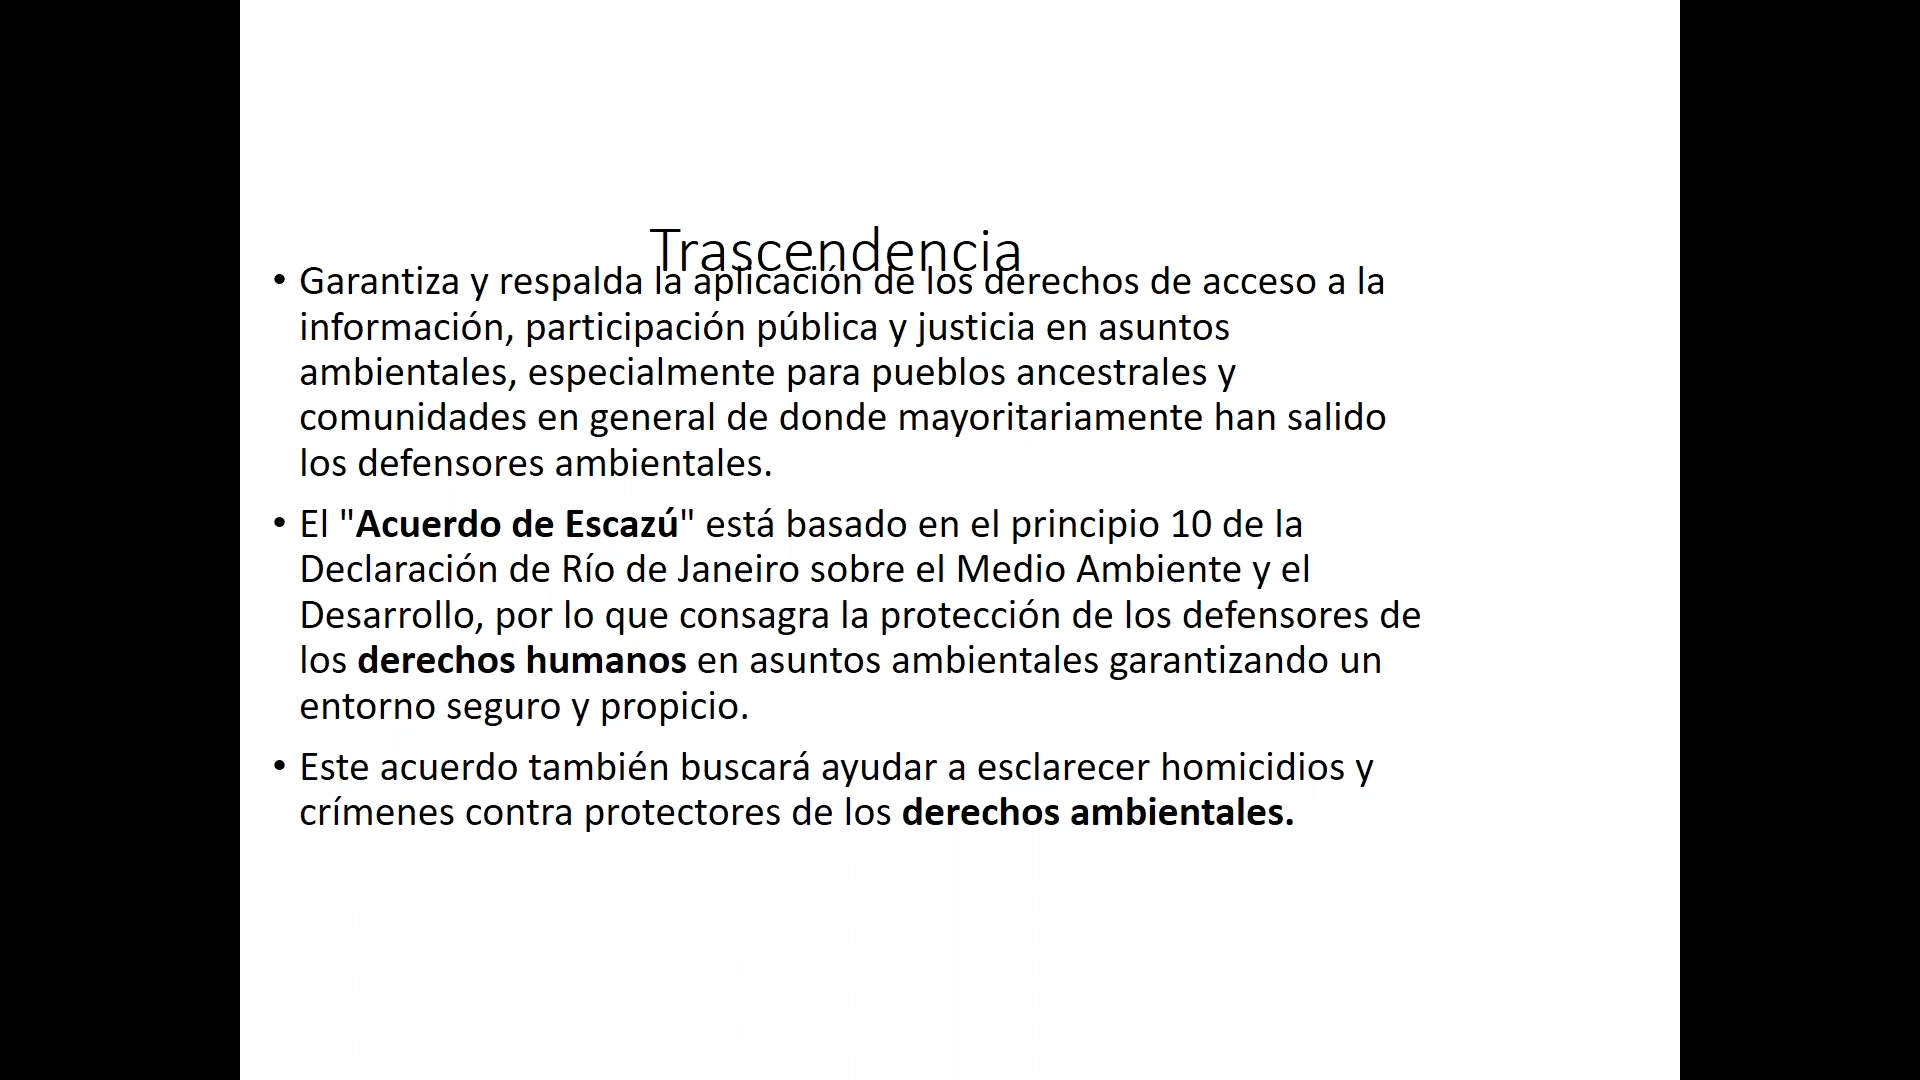 Trascendencia
• Garantiza y respalda la aplicación de los derechos de acceso a la
información, participación pública y justicia en asuntos
ambientales, especialmente para pueblos ancestrales y
comunidades en general de donde mayoritariamente han salido
los defensores ambientales.
• El "Acuerdo de Escazú" está basado en el principio 10 de la
Declaración de Río de Janeiro sobre el Medio Ambiente y el
Desarrollo, por lo que consagra la protección de los defensores de
los derechos humanos en asuntos ambientales garantizando un
entorno seguro y propicio.
• Este acuerdo también buscará ayudar a esclarecer homicidios y
crímenes contra protectores de los derechos ambientales.